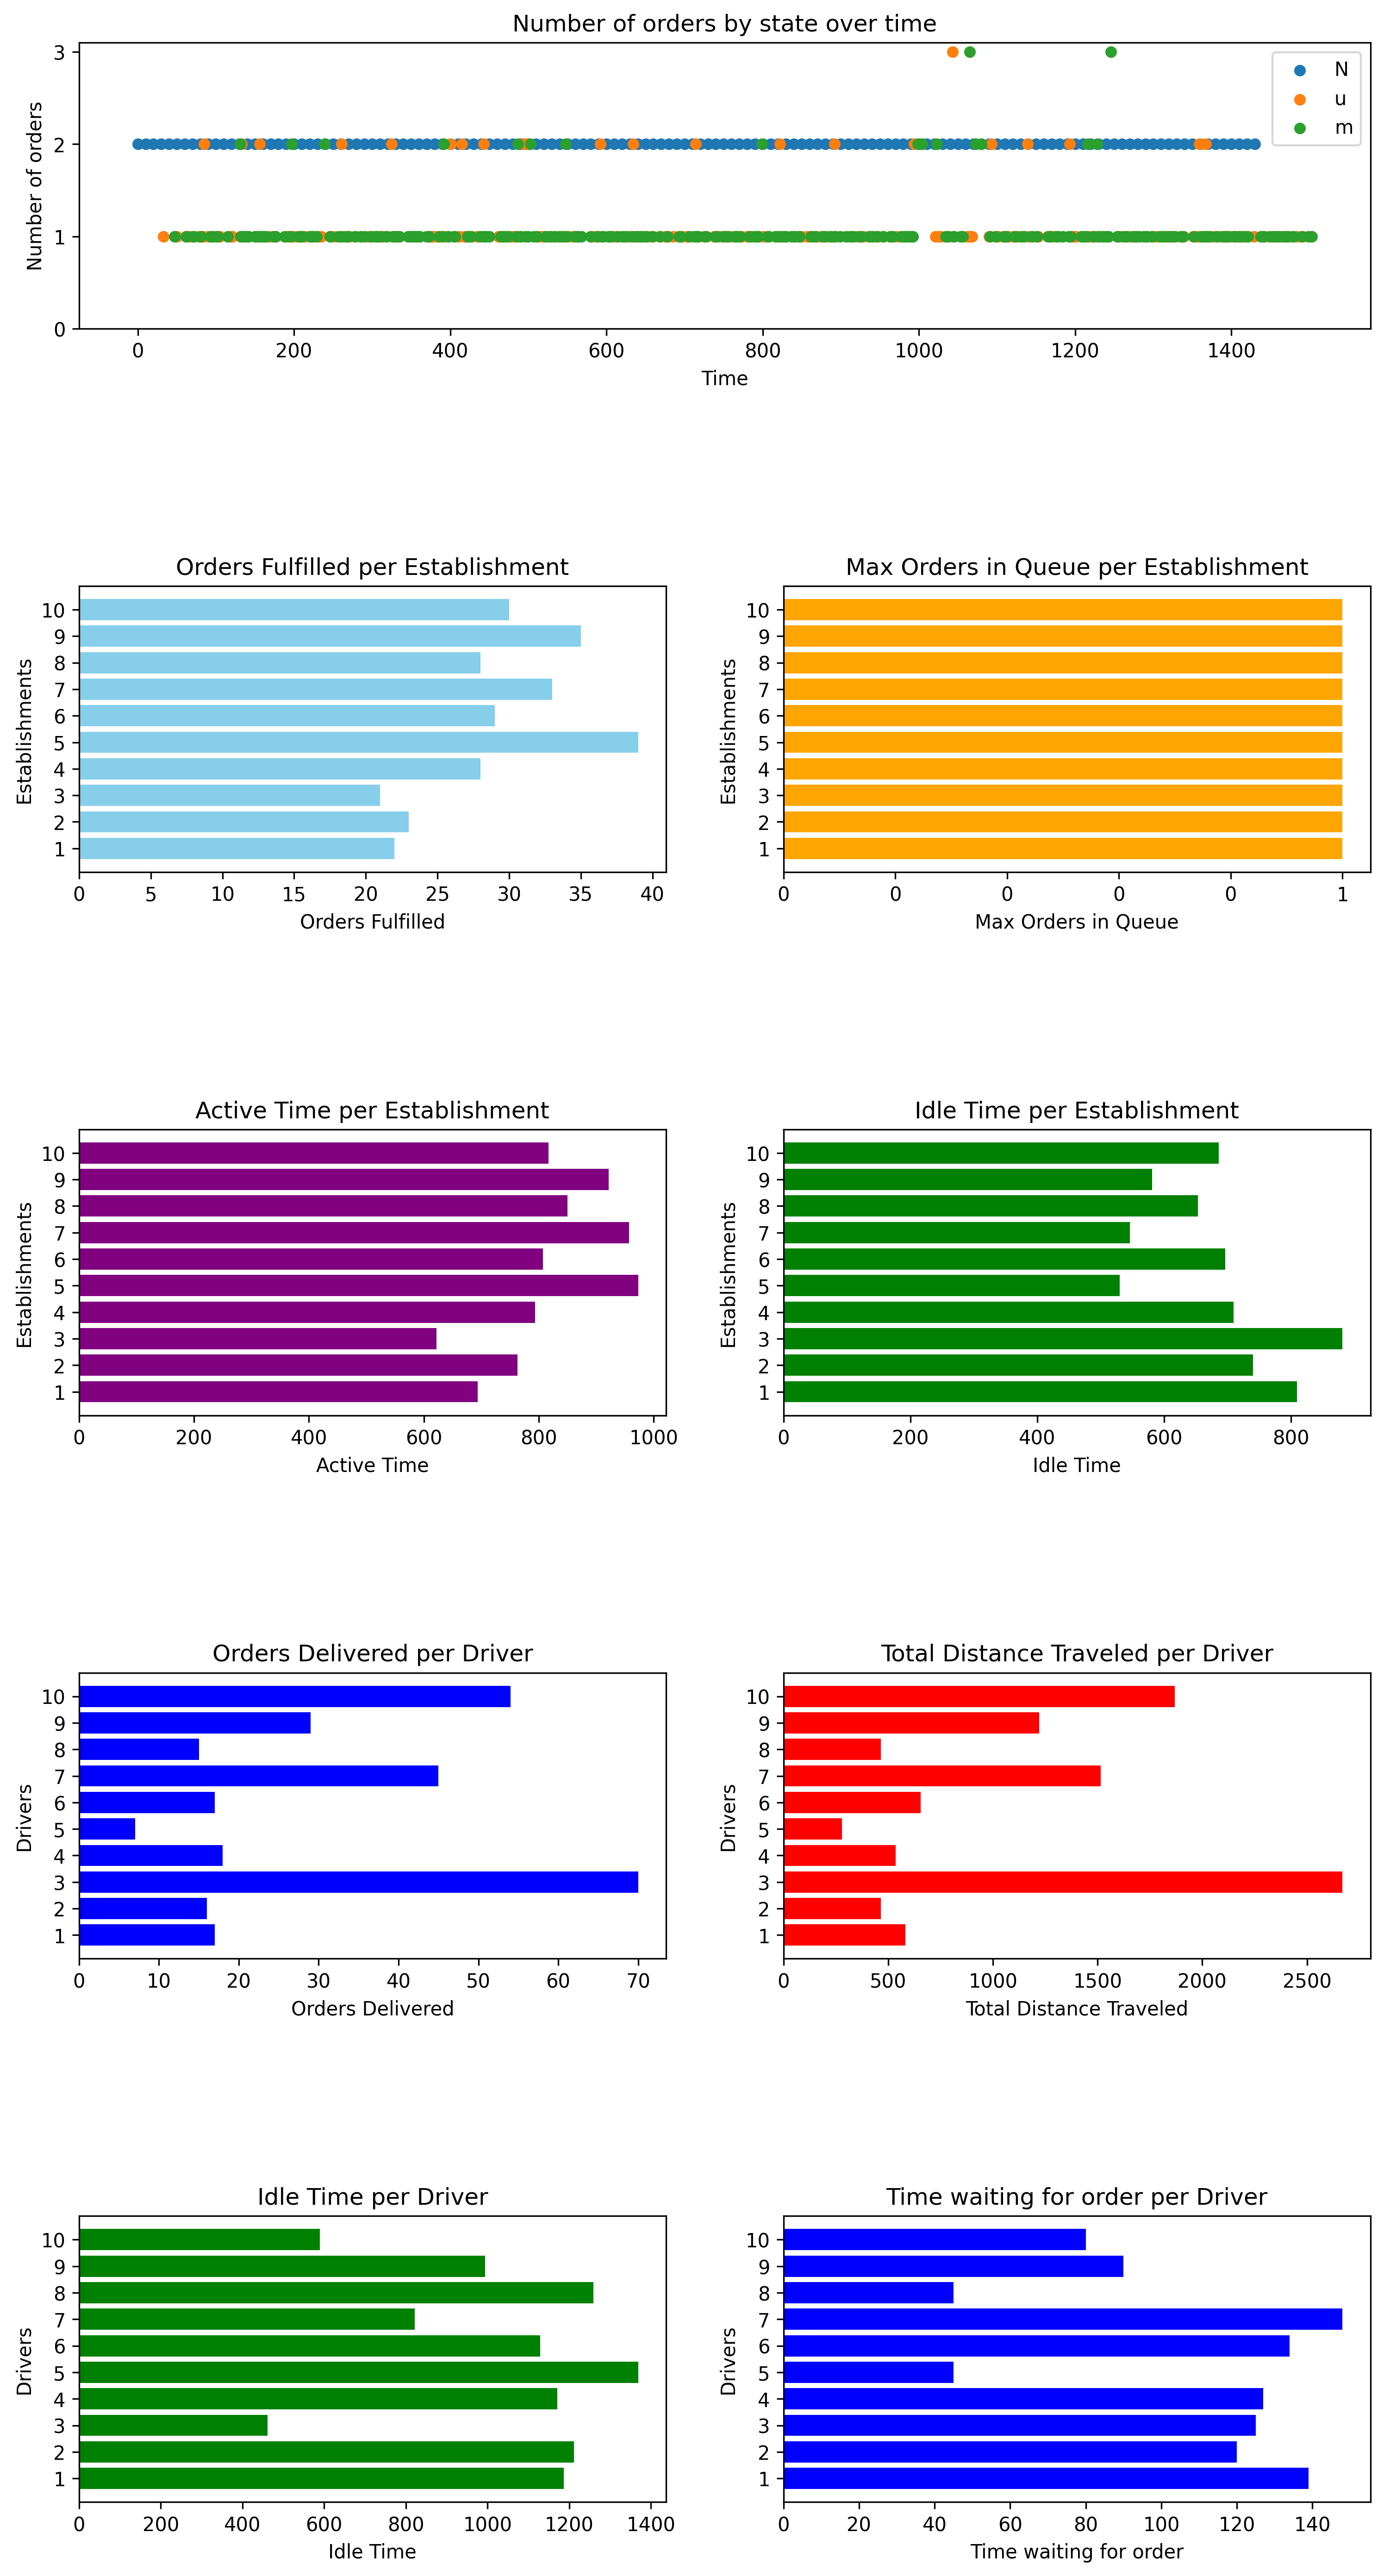 Number of orders by state over time
Number of orders
3
2
1
0
N
u
m
0 200 400 600 800 1000 1200 1400
Time
Orders Fulfilled per Establishment
Establishments
10
9
8
7
6
5
4
3
2
1
0 5 10 15 20 25 30 35 40
Orders Fulfilled
Max Orders in Queue per Establishment
Establishments
10
9
8
7
6
5
4
3
2
1
0 0 0 0 0 1
Max Orders in Queue
Active Time per Establishment
Establishments
10
9
8
7
6
5
4
3
2
1
0 200 400 600 800 1000
Active Time
Idle Time per Establishment
Establishments
10
9
8
7
6
5
4
3
2
1
0 200 400 600 800
Idle Time
Orders Delivered per Driver
Drivers
10
9
8
7
6
5
4
3
2
1
0 10 20 30 40 50 60 70
Orders Delivered
Total Distance Traveled per Driver
Drivers
10
9
8
7
6
5
4
3
2
1
0 500 1000 1500 2000 2500
Total Distance Traveled
Idle Time per Driver
Drivers
10
9
8
7
6
5
4
3
2
1
0 200 400 600 800 1000 1200 1400
Idle Time
Time waiting for order per Driver
Drivers
10
9
8
7
6
5
4
3
2
1
0 20 40 60 80 100 120 140
Time waiting for order